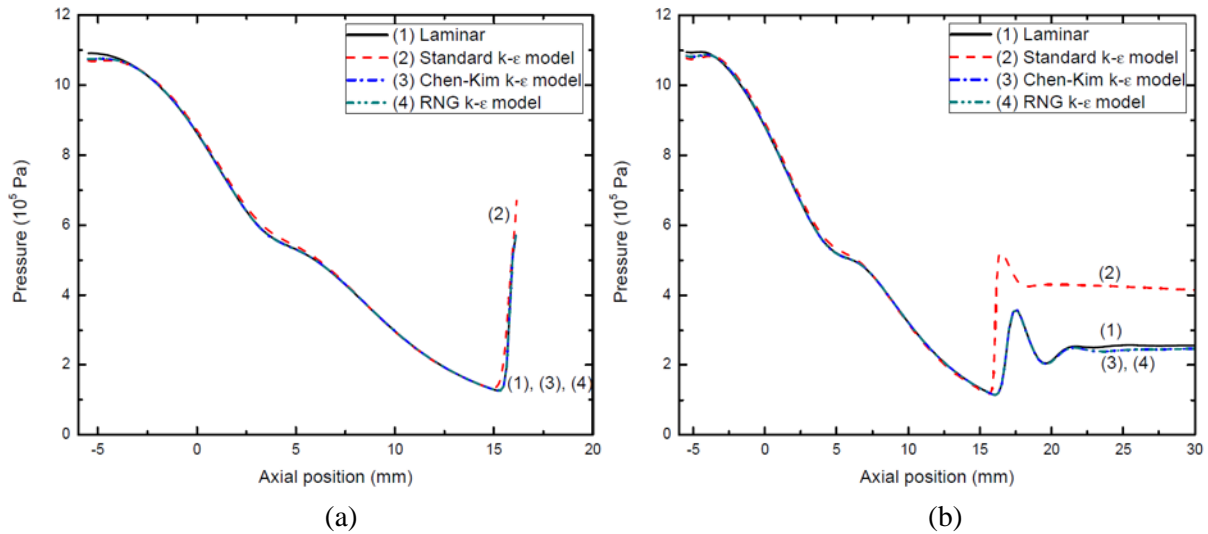 (1) Laminar
(2) Standard k-ε model
(3) Chen-Kim k-ε model
(4) RNG k-ε model
12
10
8
6
4
2
0
Pressure (10⁵ Pa)
(2)
(1), (3), (4)
-5 0 5 10 15 20
Axial position (mm)
(a)
(1) Laminar
(2) Standard k-ε model
(3) Chen-Kim k-ε model
(4) RNG k-ε model
12
10
8
6
4
2
0
Pressure (10⁵ Pa)
(2)
(1)
(3), (4)
-5 0 5 10 15 20 25 30
Axial position (mm)
(b)